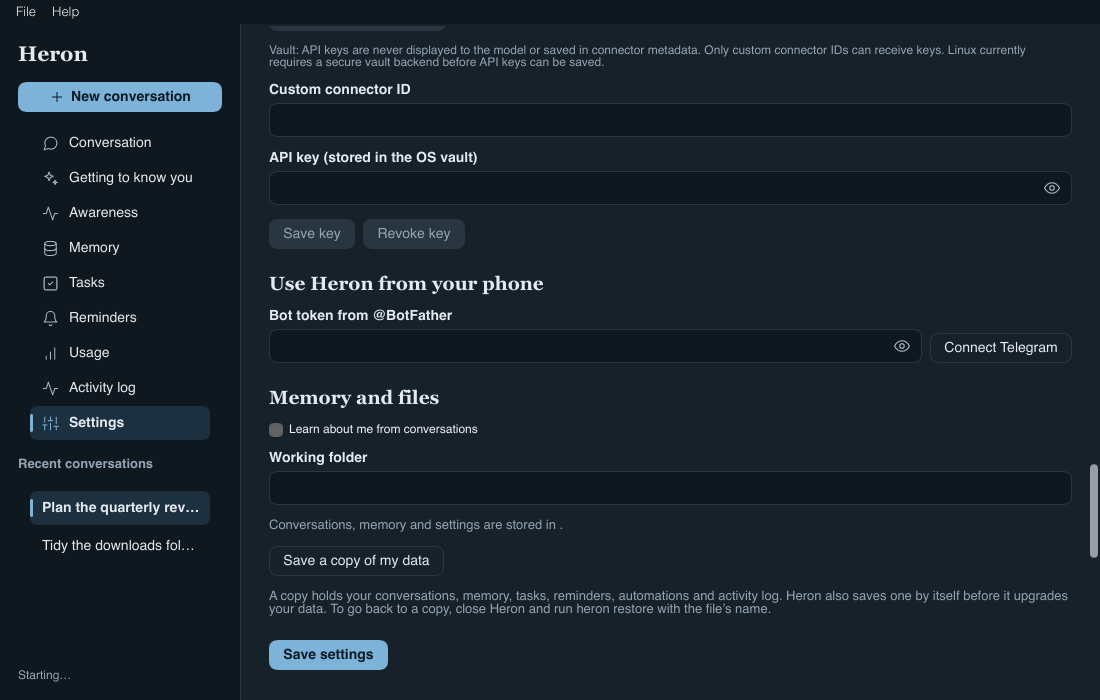 File Help
Heron
New conversation
Conversation
Getting to know you
Awareness
Memory
Tasks
Reminders
Usage
Activity log
Settings
Recent conversations
Plan the quarterly rev…
Tidy the downloads fol…
Starting…
Vault: API keys are never displayed to the model or saved in connector metadata. Only custom connector IDs can receive keys. Linux currently
requires a secure vault backend before API keys can be saved.
Custom connector ID
API key (stored in the OS vault)
Save key Revoke key
Use Heron from your phone
Bot token from @BotFather
Connect Telegram
Memory and files
Learn about me from conversations
Working folder
Conversations, memory and settings are stored in .
Save a copy of my data
A copy holds your conversations, memory, tasks, reminders, automations and activity log. Heron also saves one by itself before it upgrades
your data. To go back to a copy, close Heron and run heron restore with the file’s name.
Save settings